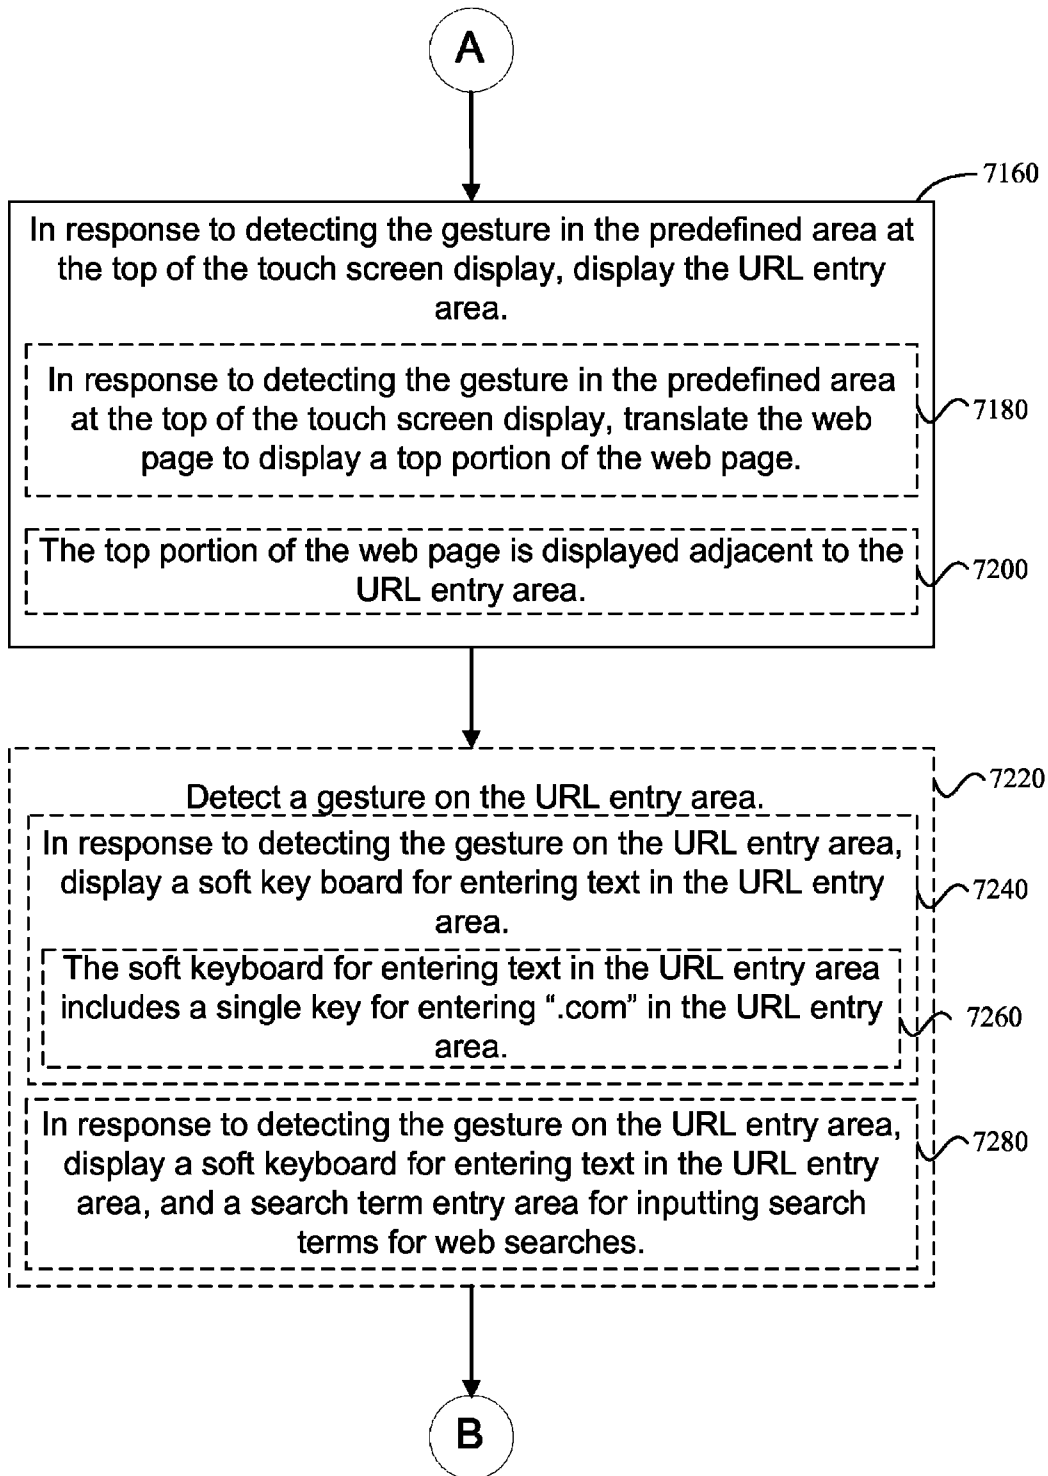 A
7160
In response to detecting the gesture in the predefined area at
the top of the touch screen display, display the URL entry
area.
In response to detecting the gesture in the predefined area
at the top of the touch screen display, translate the web
page to display a top portion of the web page.
7180
The top portion of the web page is displayed adjacent to the
URL entry area.
7200
7220
Detect a gesture on the URL entry area.
In response to detecting the gesture on the URL entry area,
display a soft key board for entering text in the URL entry
area.
7240
The soft keyboard for entering text in the URL entry area
includes a single key for entering “.com” in the URL entry
area.
7260
In response to detecting the gesture on the URL entry area,
display a soft keyboard for entering text in the URL entry
area, and a search term entry area for inputting search
terms for web searches.
7280
B